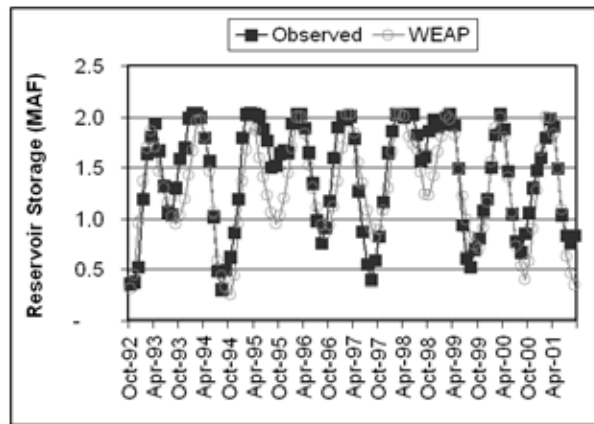 Observed WEAP
Reservoir Storage (MAF)
2.5
2.0
1.5
1.0
0.5
-
Oct-92
Apr-93
Oct-93
Apr-94
Oct-94
Apr-95
Oct-95
Apr-96
Oct-96
Apr-97
Oct-97
Apr-98
Oct-98
Apr-99
Oct-99
Apr-00
Oct-00
Apr-01